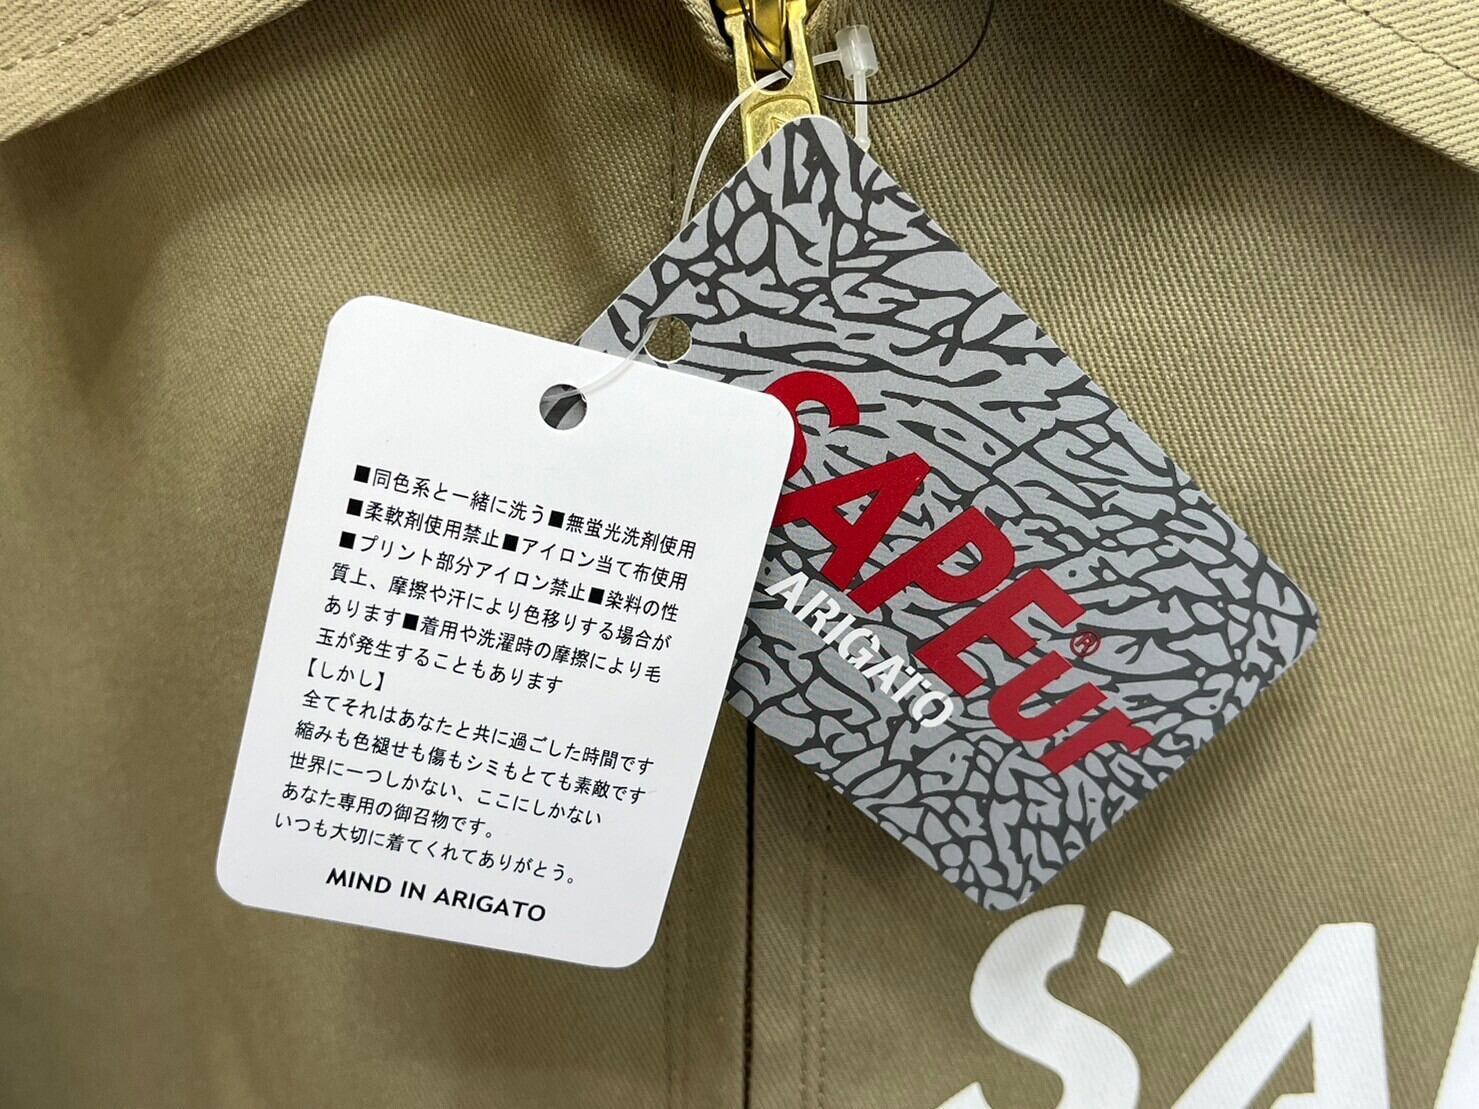 ■同色系と一緒に洗う■無蛍光洗剤使用
■柔軟剤使用禁止■アイロン当て布使用
■プリント部分アイロン禁止■染料の性
質上、摩擦や汗により色移りする場合が
あります■着用や洗濯時の摩擦により毛
玉が発生することもあります
【しかし】
全てそれはあなたと共に過ごした時間です
縮みも色褪せも傷もシミもとても素敵です
世界に一つしかない、ここにしかない
あなた専用の御召物です。
いつも大切に着てくれてありがとう。
MIND IN ARIGATO
SAPEur®
ARIGATO
SA